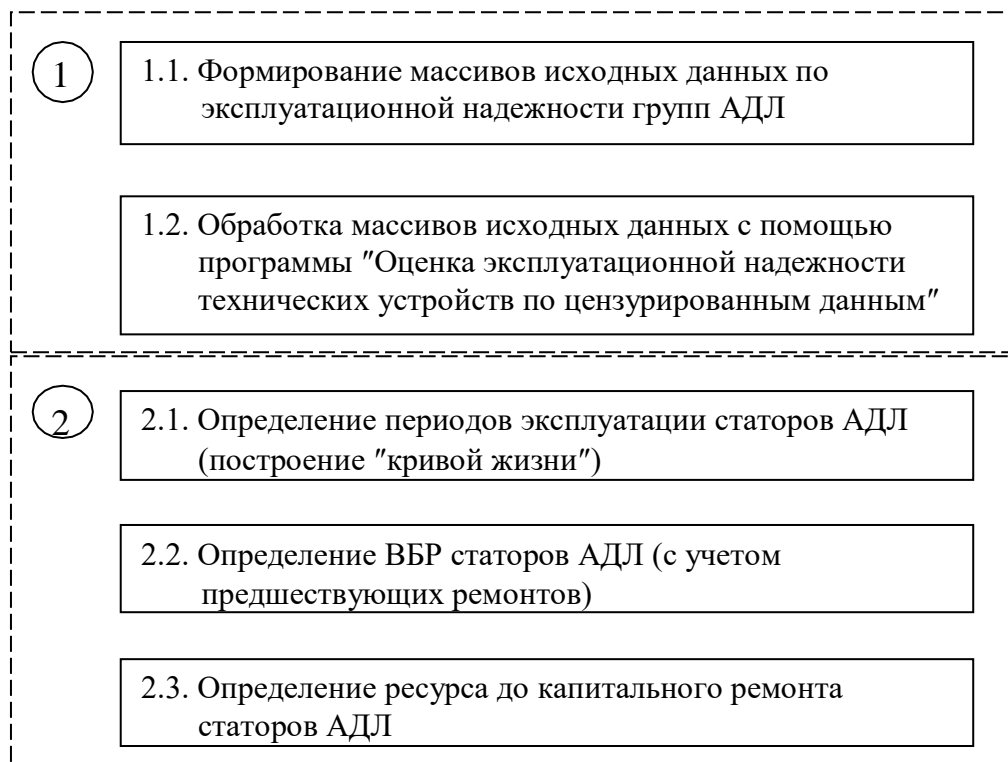 1
1.1. Формирование массивов исходных данных по
эксплуатационной надежности групп АДЛ
1.2. Обработка массивов исходных данных с помощью
программы "Оценка эксплуатационной надежности
технических устройств по цензурированным данным"
2
2.1. Определение периодов эксплуатации статоров АДЛ
(построение "кривой жизни")
2.2. Определение ВБР статоров АДЛ (с учетом
предшествующих ремонтов)
2.3. Определение ресурса до капитального ремонта
статоров АДЛ